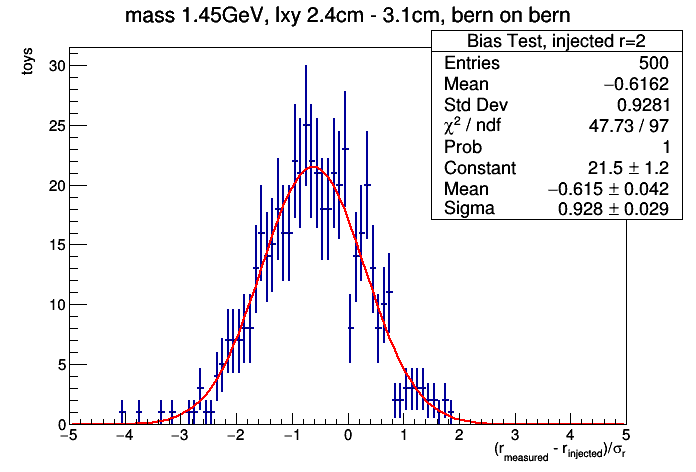 mass 1.45GeV, lxy 2.4cm - 3.1cm, bern on bern
Bias Test, injected r=2
Entries 500
Mean −0.6162
Std Dev 0.9281
χ² / ndf 47.73 / 97
Prob 1
Constant 21.5 ± 1.2
Mean −0.615 ± 0.042
Sigma 0.928 ± 0.029
toys
30
25
20
15
10
5
0
−5 −4 −3 −2 −1 0 1 2 3 4 5
(r_measured - r_injected)/σ_r